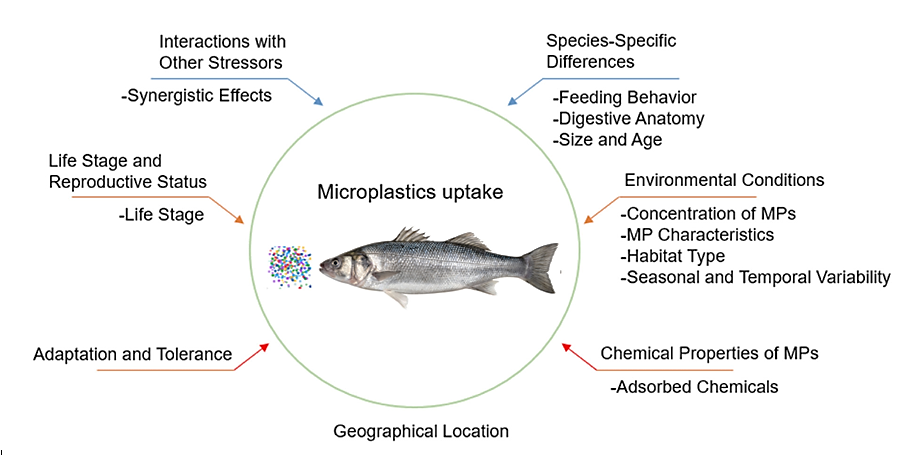 Interactions with
Other Stressors
-Synergistic Effects
Species-Specific
Differences
-Feeding Behavior
-Digestive Anatomy
-Size and Age
Life Stage and
Reproductive Status
-Life Stage
Microplastics uptake
Environmental Conditions
-Concentration of MPs
-MP Characteristics
-Habitat Type
-Seasonal and Temporal Variability
Adaptation and Tolerance
Chemical Properties of MPs
-Adsorbed Chemicals
Geographical Location